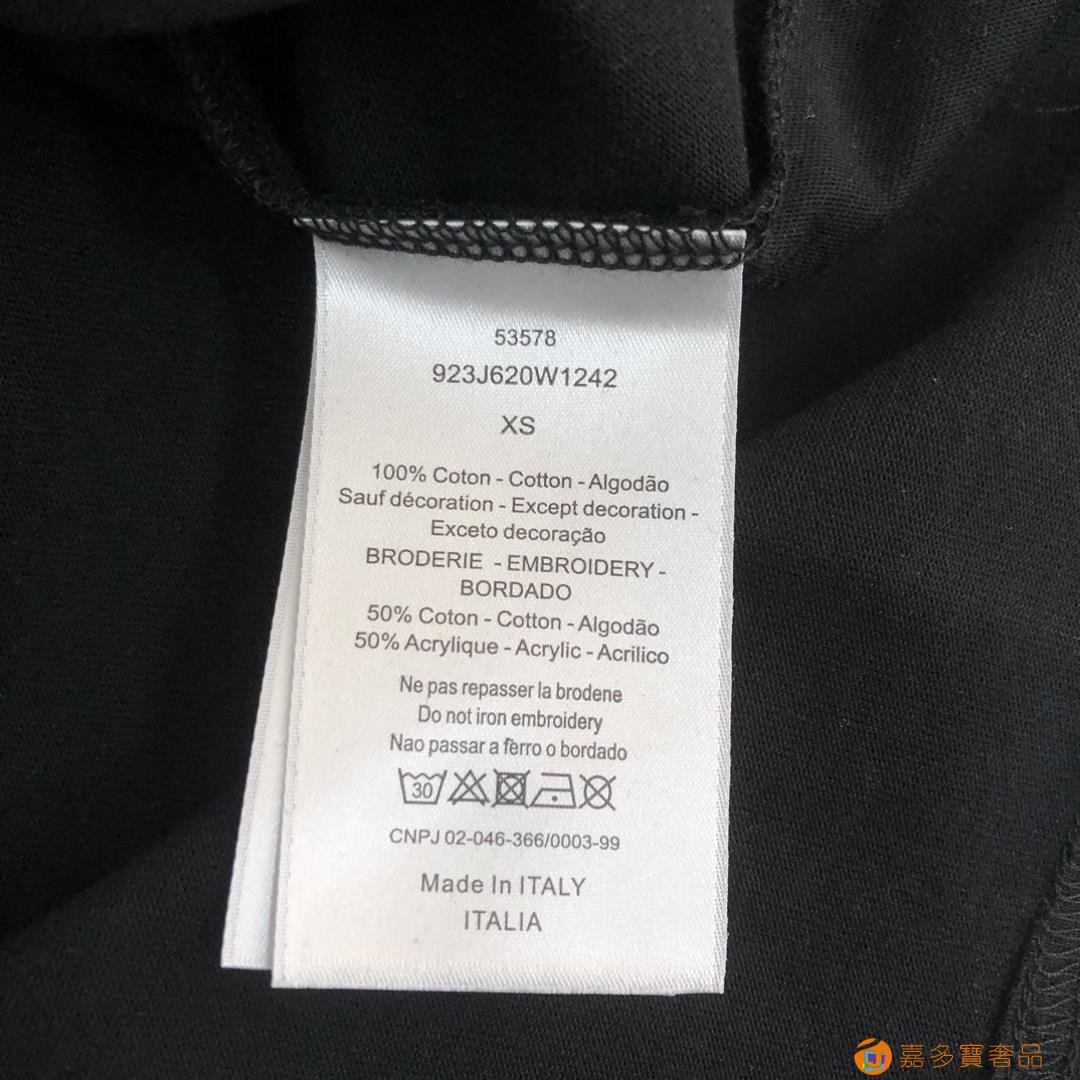 53578
923J620W1242
XS
100% Coton - Cotton - Algodão
Sauf décoration - Except decoration -
Exceto decoração
BRODERIE - EMBROIDERY -
BORDADO
50% Coton - Cotton - Algodão
50% Acrylique - Acrylic - Acrilico
Ne pas repasser la brodene
Do not iron embroidery
Nao passar a ferro o bordado
30
CNPJ 02-046-366/0003-99
Made In ITALY
ITALIA
嘉多寶奢品